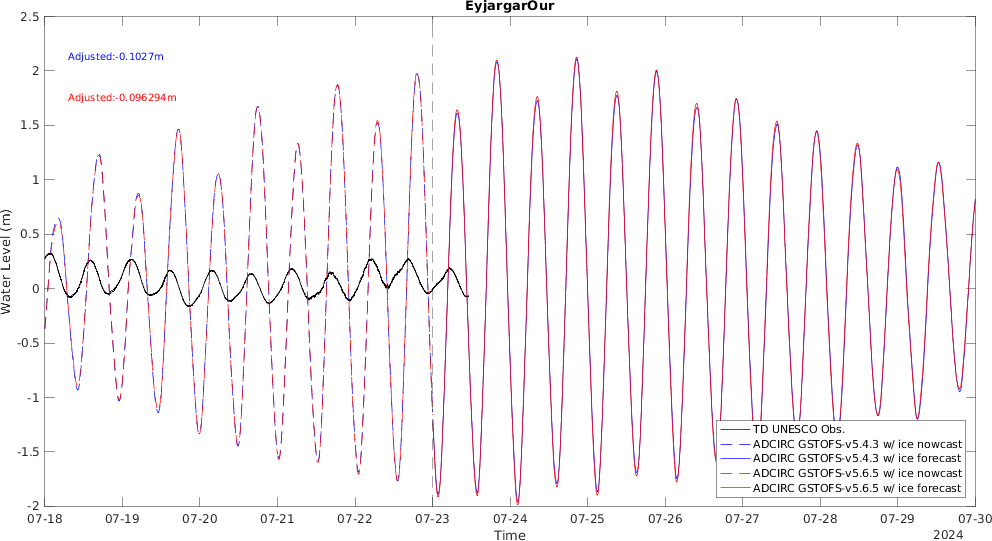 EyjargarOur
2.5
2
1.5
1
0.5
0
-0.5
-1
-1.5
-2
Water Level (m)
Adjusted:-0.1027m
Adjusted:-0.096294m
TD UNESCO Obs.
ADCIRC GSTOFS-v5.4.3 w/ ice nowcast
ADCIRC GSTOFS-v5.4.3 w/ ice forecast
ADCIRC GSTOFS-v5.6.5 w/ ice nowcast
ADCIRC GSTOFS-v5.6.5 w/ ice forecast
07-18 07-19 07-20 07-21 07-22 07-23 07-24 07-25 07-26 07-27 07-28 07-29 07-30
Time
2024